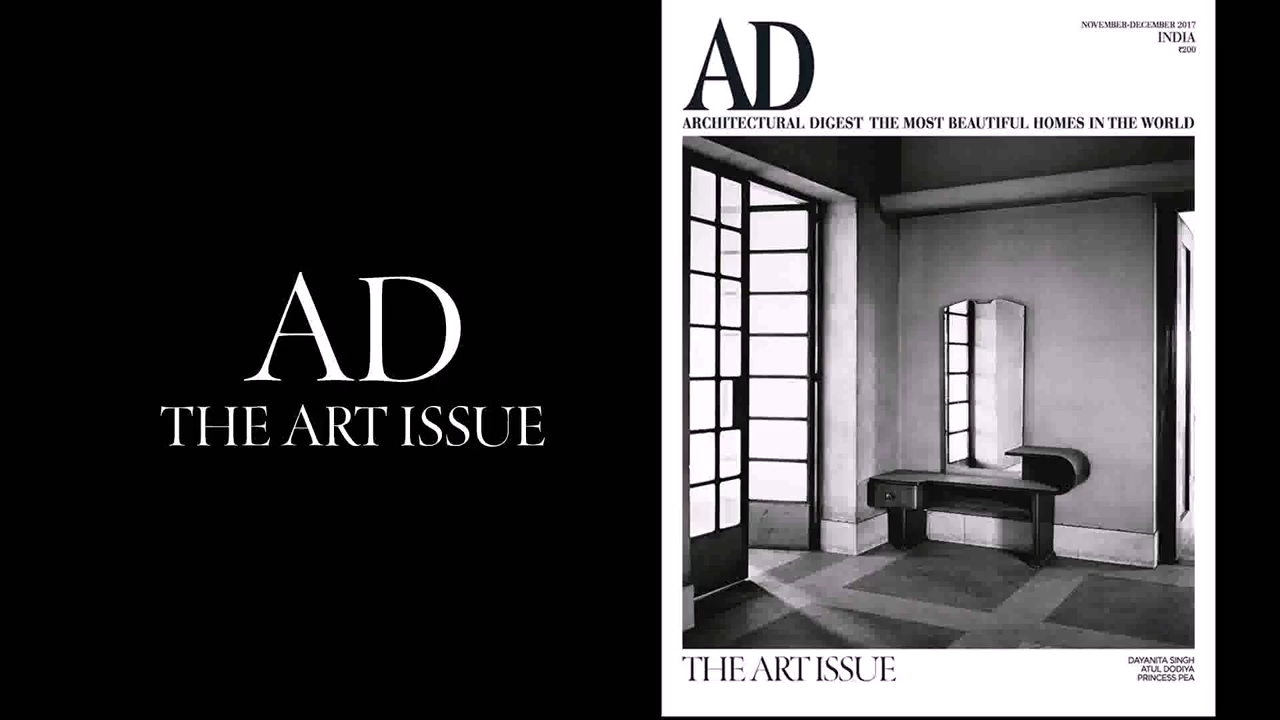 AD
THE ART ISSUE
AD
NOVEMBER-DECEMBER 2017
INDIA
₹200
ARCHITECTURAL DIGEST THE MOST BEAUTIFUL HOMES IN THE WORLD
THE ART ISSUE
DAYANITA SINGH
ATUL DODIYA
PRINCESS PEA